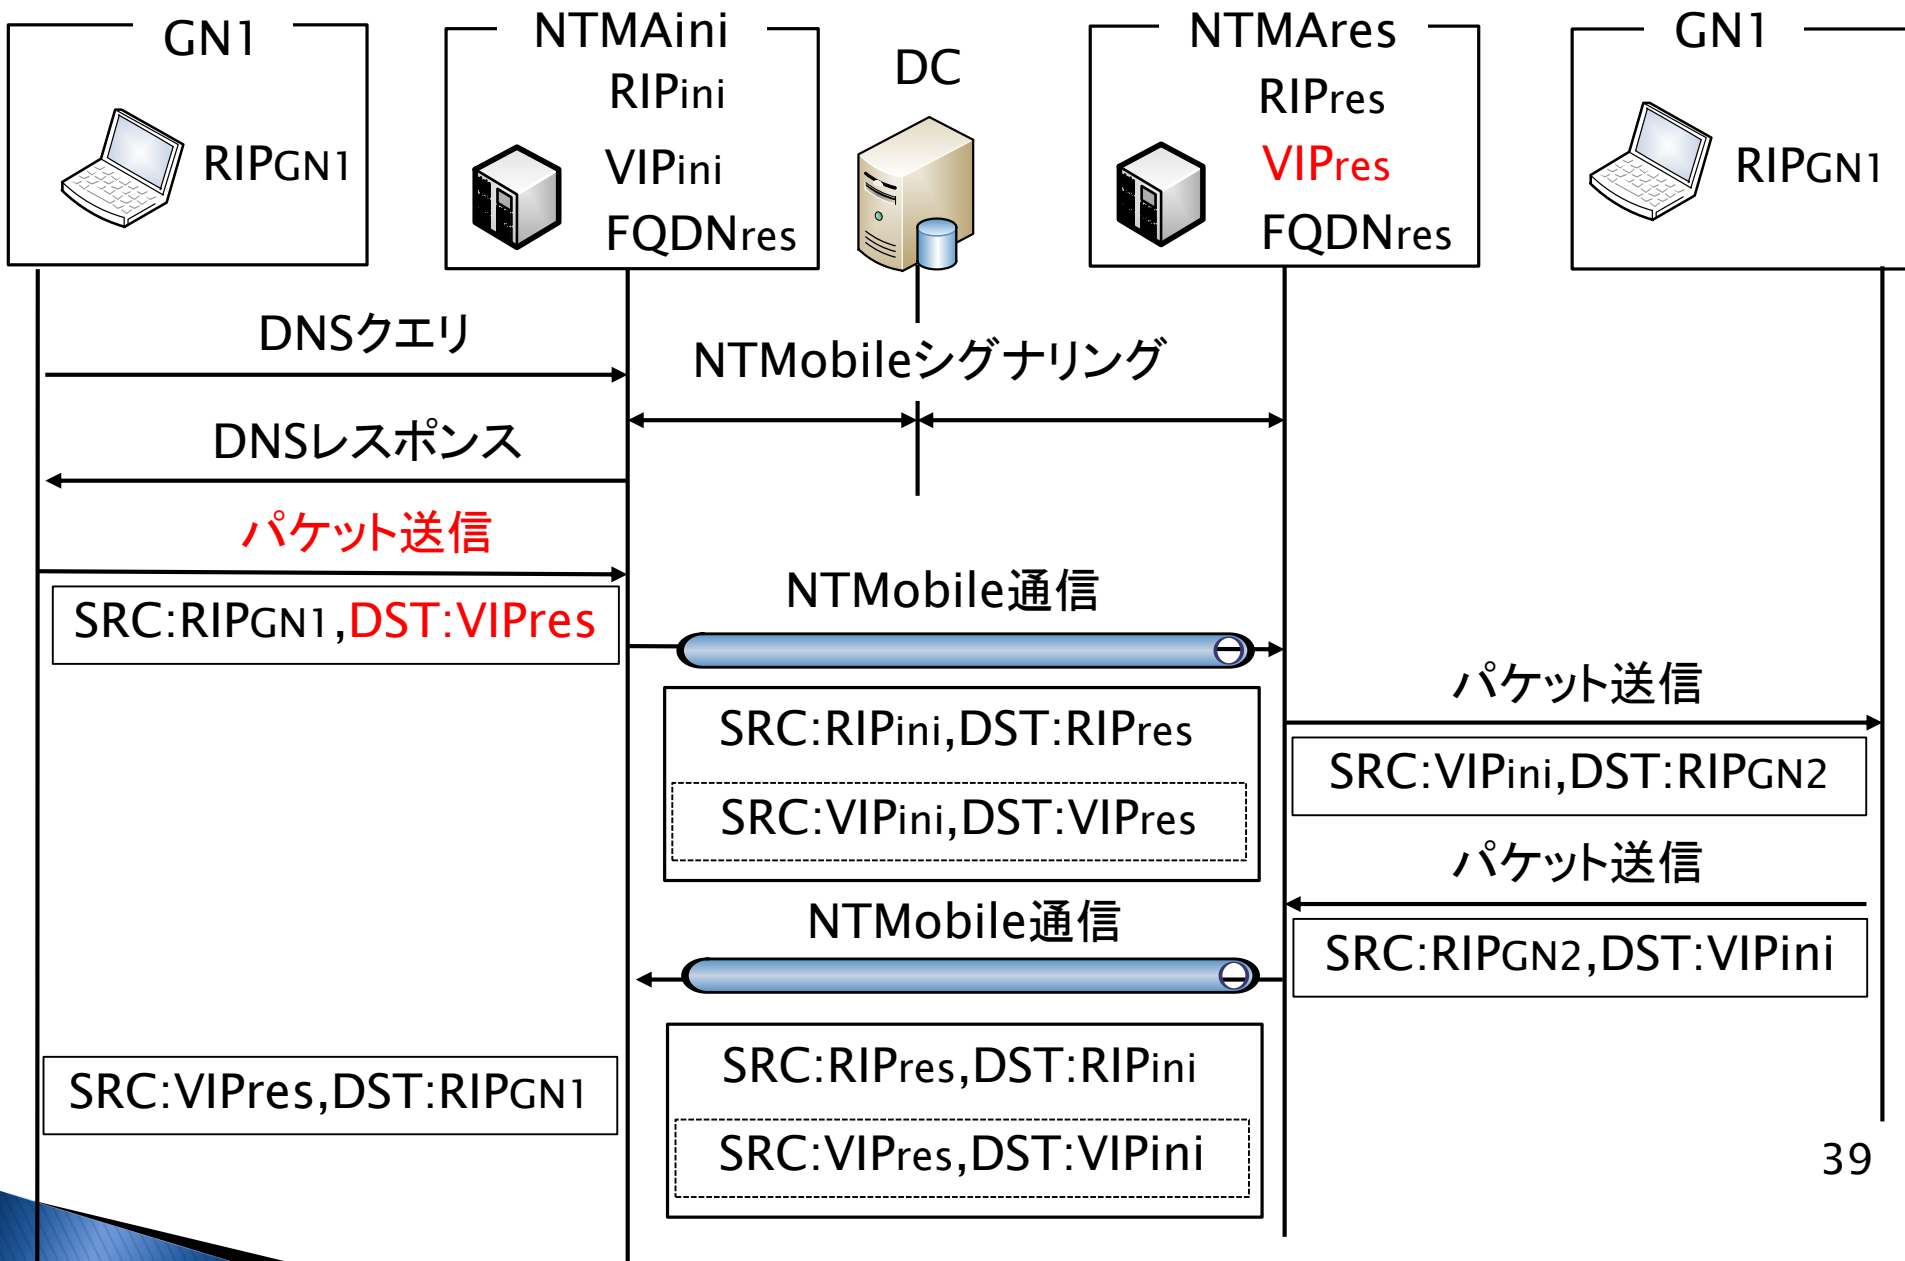 GN1
RIPGN1
NTMAini
RIPini
VIPini
FQDNres
DC
NTMAres
RIPres
VIPres
FQDNres
GN1
RIPGN1
DNSクエリ
NTMobileシグナリング
DNSレスポンス
パケット送信
SRC:RIPGN1,DST:VIPres
NTMobile通信
SRC:RIPini,DST:RIPres
SRC:VIPini,DST:VIPres
パケット送信
SRC:VIPini,DST:RIPGN2
パケット送信
SRC:RIPGN2,DST:VIPini
NTMobile通信
SRC:RIPres,DST:RIPini
SRC:VIPres,DST:VIPini
SRC:VIPres,DST:RIPGN1
39